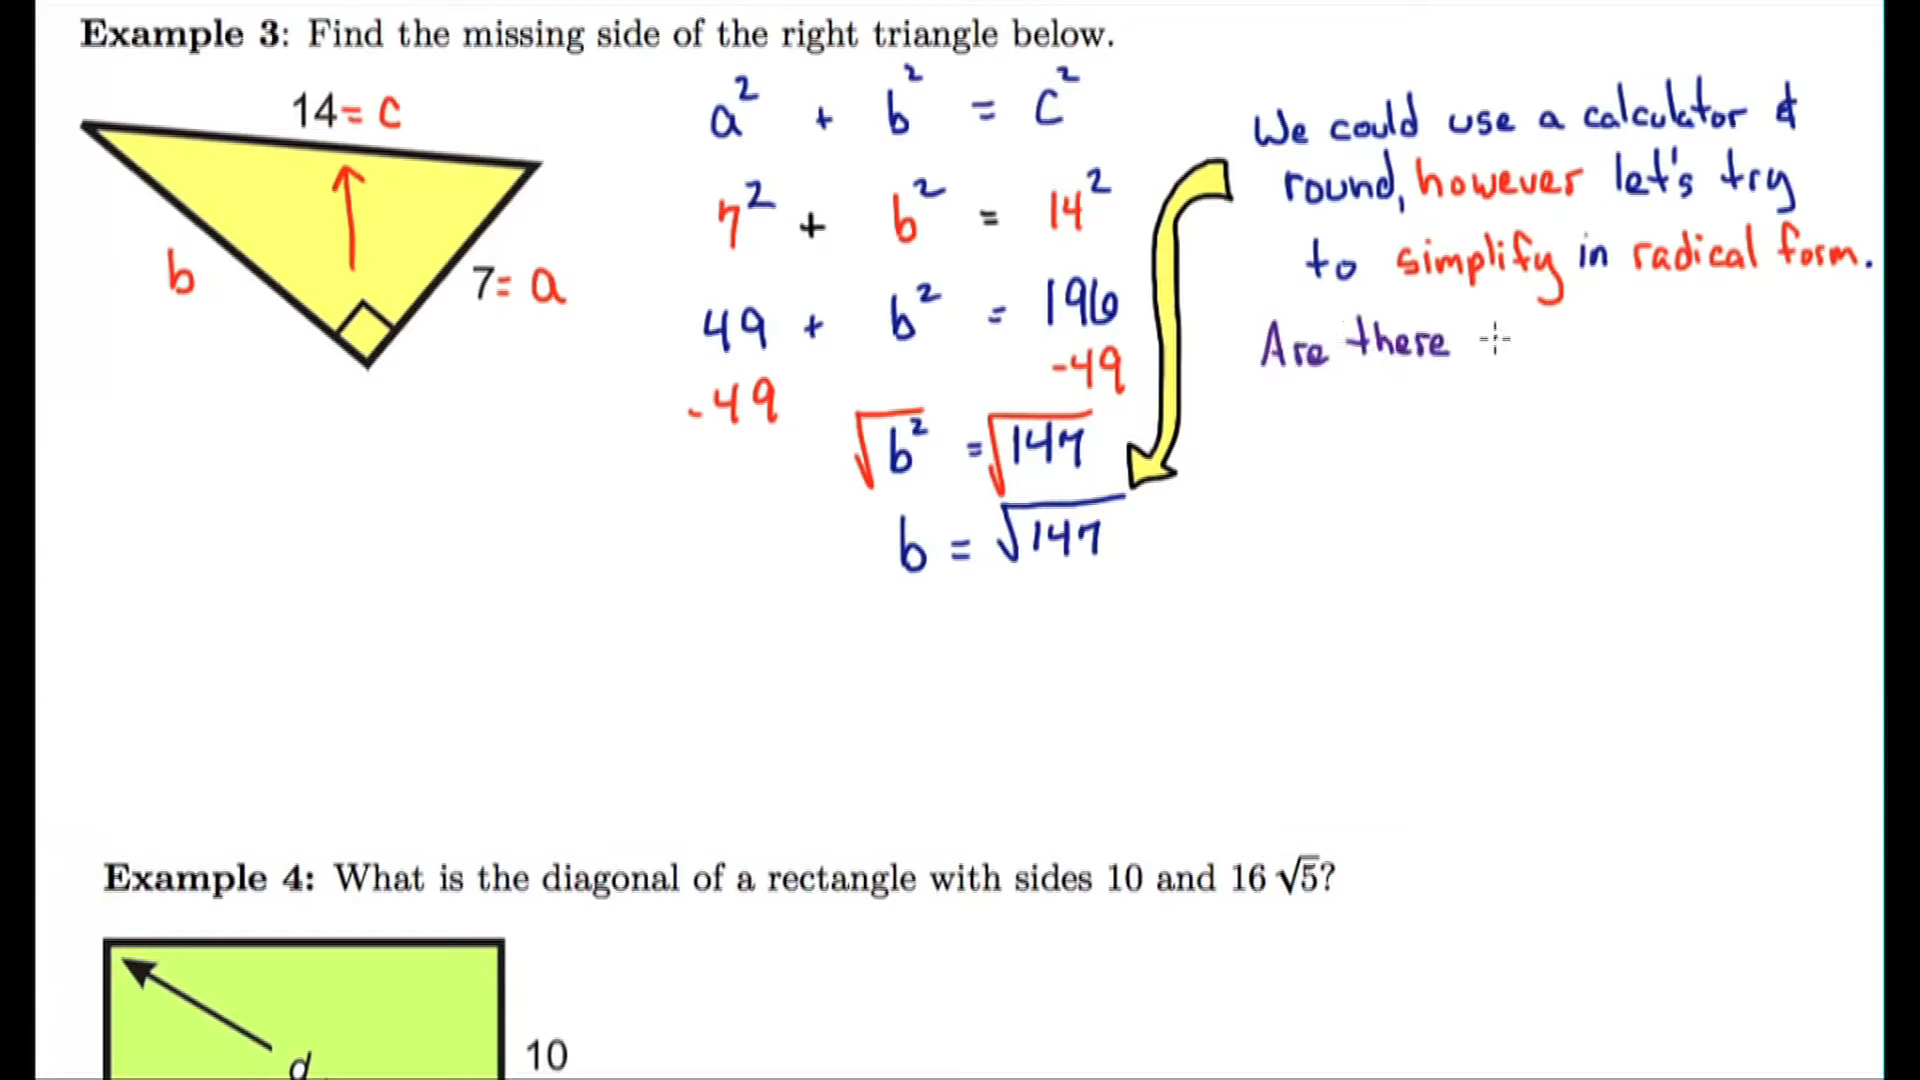 Example 3: Find the missing side of the right triangle below.
14 = c
b
7 = a
a² + b² = c²
7² + b² = 14²
49 + b² = 196
-49 -49
√b² = √147
b = √147
We could use a calculator &
round, however let's try
to simplify in radical form.
Are there
Example 4: What is the diagonal of a rectangle with sides 10 and 16 √5?
d
10